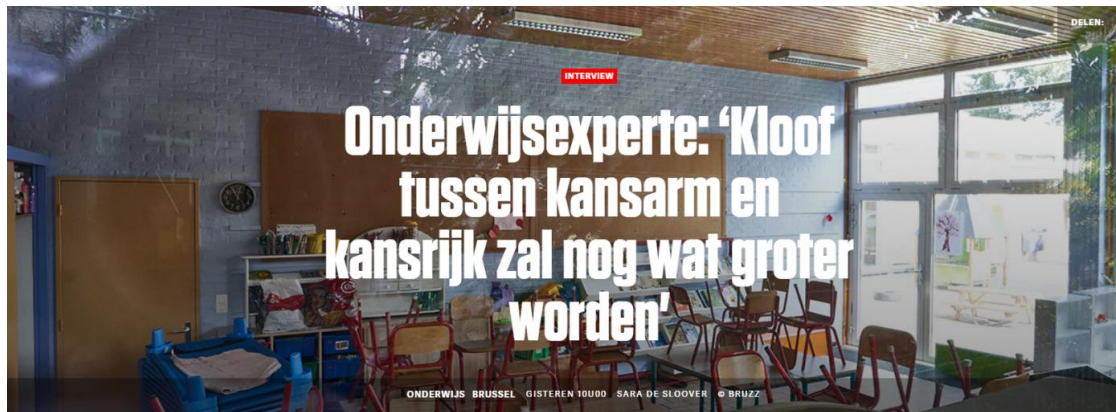 DELEN:
INTERVIEW
Onderwijsexperte: ‘Kloof
tussen kansarm en
kansrijk zal nog wat groter
worden’
ONDERWIJS BRUSSEL GISTEREN 10U00 SARA DE SLOOVER © BRUZZ